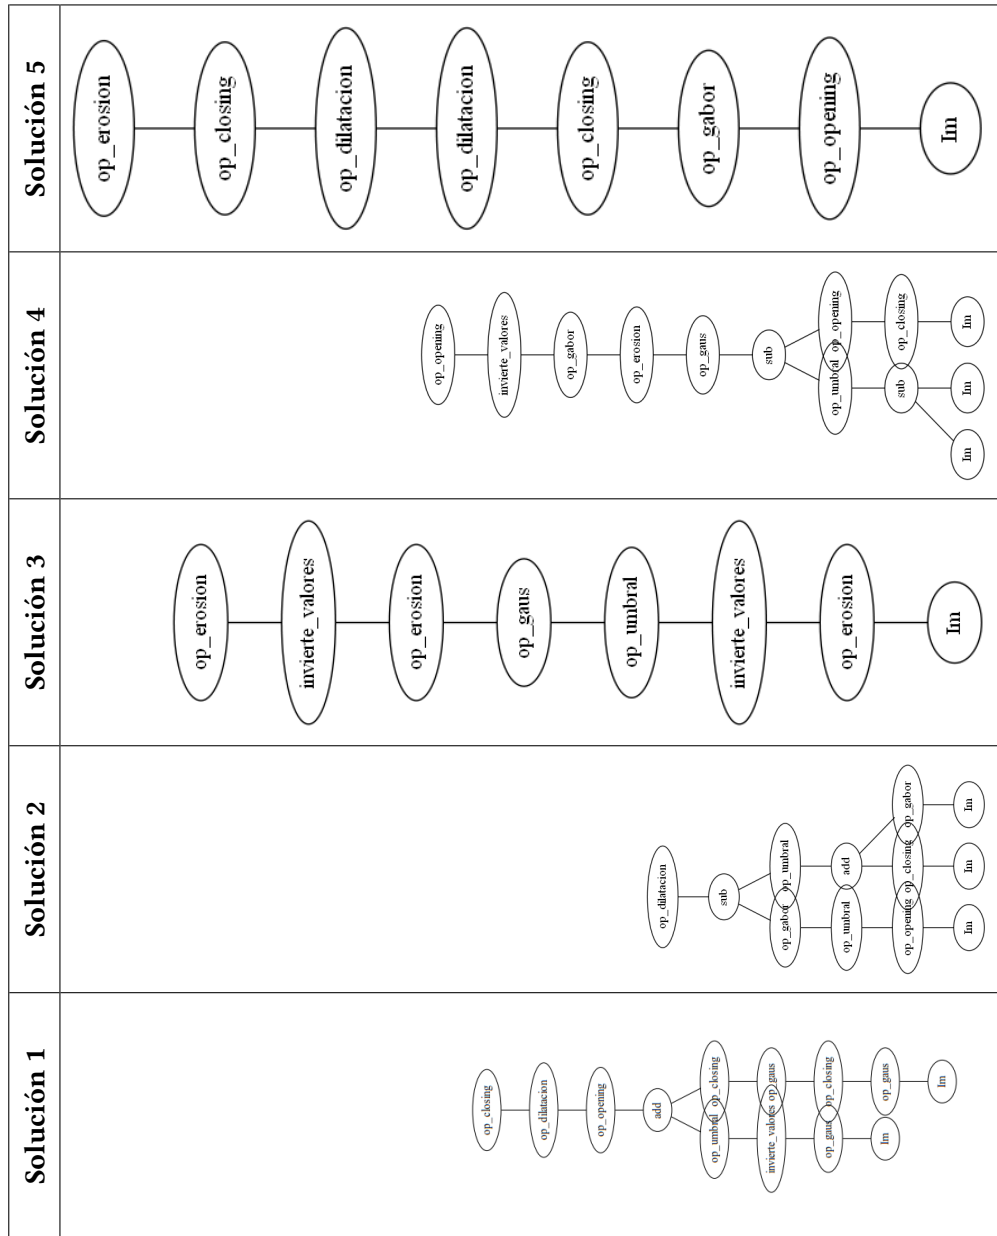 Solución 5
op_erosion
op_closing
op_dilatacion
op_dilatacion
op_closing
op_gabor
op_opening
Im
Solución 4
op_opening
invierte_valores
op_gabor
op_erosion
op_gaus
sub
op_umbral op_opening
sub op_closing
Im Im Im
Solución 3
op_erosion
invierte_valores
op_erosion
op_gaus
op_umbral
invierte_valores
op_erosion
Im
Solución 2
op_dilatacion
sub
op_gabor op_umbral
op_umbral add
op_opening op_closing op_gabor
Im Im Im
Solución 1
op_closing
op_dilatacion
op_opening
add
op_umbral op_closing
invierte_valores op_gaus
op_gaus op_closing
Im op_gaus
Im